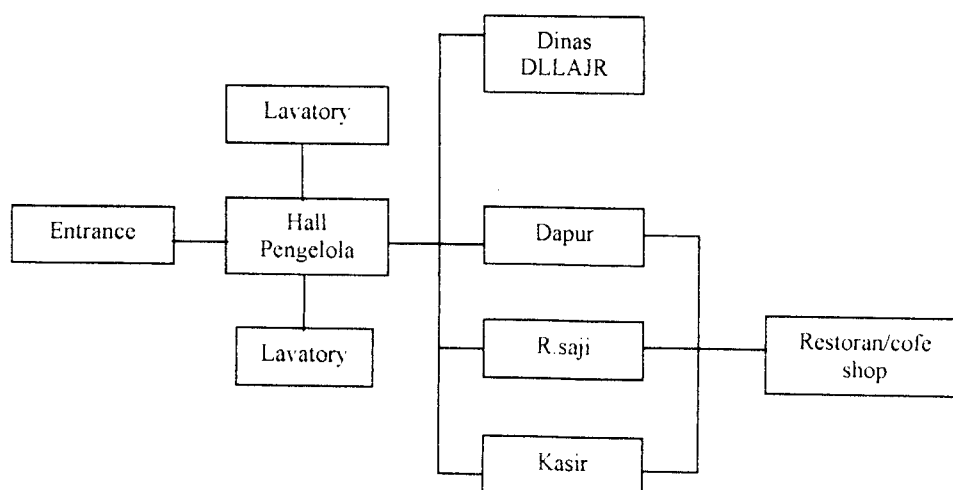 Dinas
DLLAJR
Lavatory
Entrance
Hall
Pengelola
Dapur
Lavatory
R.saji
Restoran/cofe
shop
Kasir